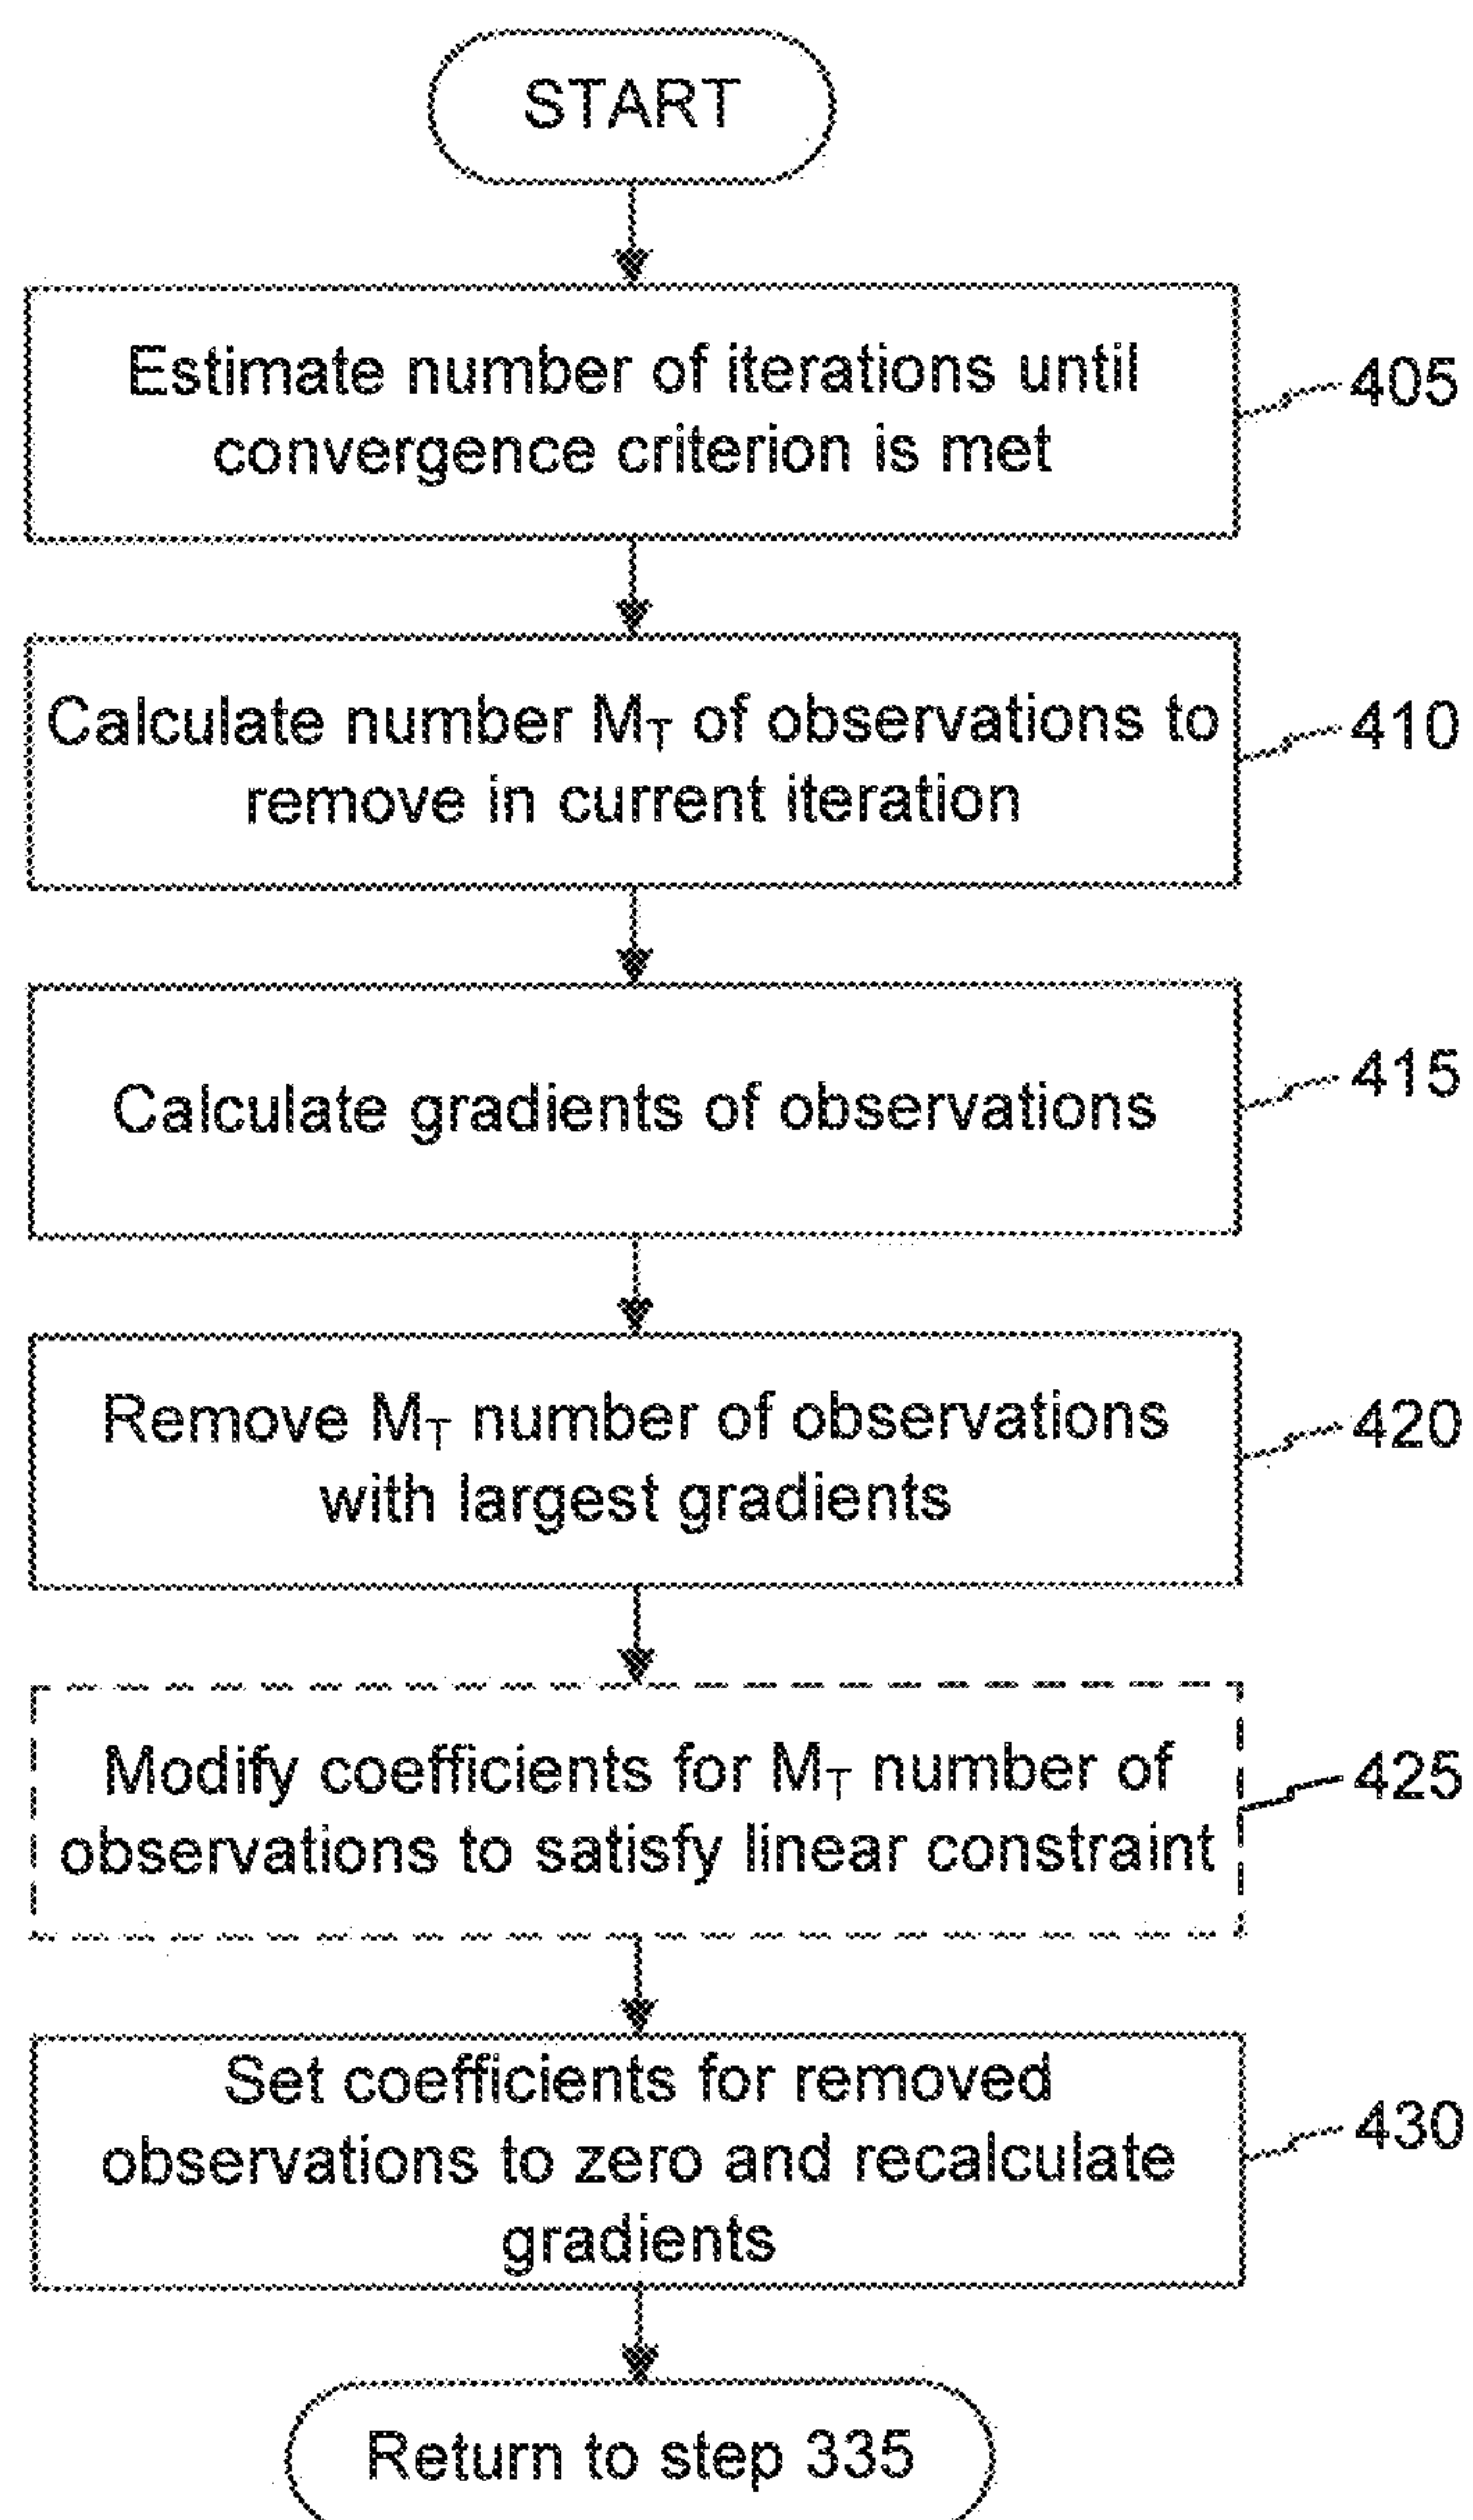 START
Estimate number of iterations until
convergence criterion is met
405
Calculate number M_T of observations to
remove in current iteration
410
Calculate gradients of observations
415
Remove M_T number of observations
with largest gradients
420
Modify coefficients for M_T number of
observations to satisfy linear constraint
425
Set coefficients for removed
observations to zero and recalculate
gradients
430
Return to step 335